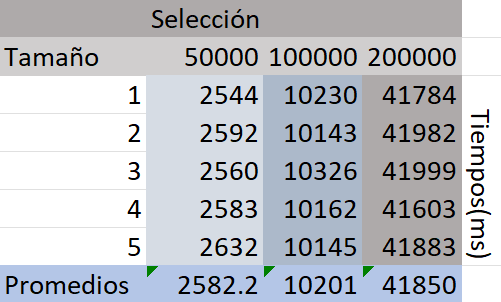 Selección
Tamaño 50000 100000 200000
1 2544 10230 41784
2 2592 10143 41982
3 2560 10326 41999
4 2583 10162 41603
5 2632 10145 41883
Promedios 2582.2 10201 41850
Tiempos(ms)